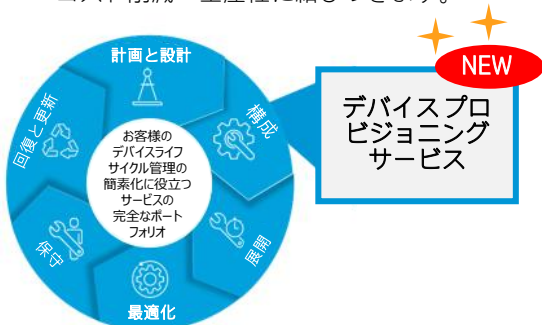 コスト削減・生産性に結びつきます。
計画と設計
構成
展開
最適化
保守
回復と更新
お客様の
デバイスライフ
サイクル管理の
簡素化に役立つ
サービスの
完全なポート
フォリオ
NEW
デバイスプロ
ビジョニング
サービス